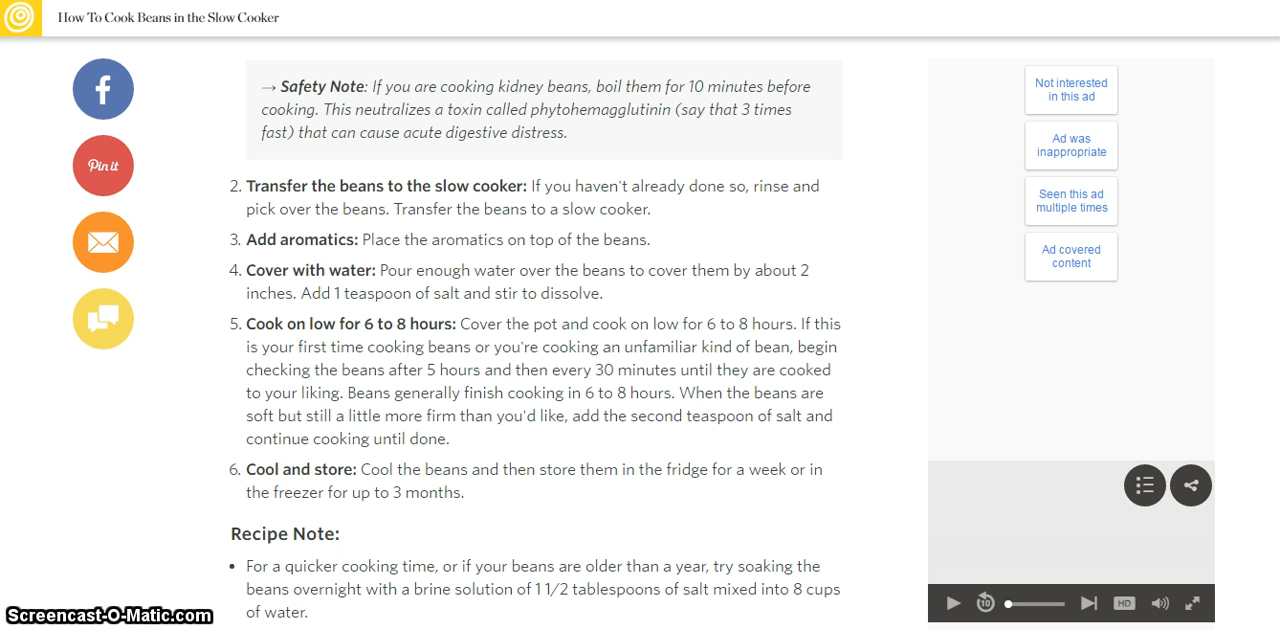 How To Cook Beans in the Slow Cooker
→ Safety Note: If you are cooking kidney beans, boil them for 10 minutes before
cooking. This neutralizes a toxin called phytohemagglutinin (say that 3 times
fast) that can cause acute digestive distress.
2. Transfer the beans to the slow cooker: If you haven't already done so, rinse and
pick over the beans. Transfer the beans to a slow cooker.
3. Add aromatics: Place the aromatics on top of the beans.
4. Cover with water: Pour enough water over the beans to cover them by about 2
inches. Add 1 teaspoon of salt and stir to dissolve.
5. Cook on low for 6 to 8 hours: Cover the pot and cook on low for 6 to 8 hours. If this
is your first time cooking beans or you're cooking an unfamiliar kind of bean, begin
checking the beans after 5 hours and then every 30 minutes until they are cooked
to your liking. Beans generally finish cooking in 6 to 8 hours. When the beans are
soft but still a little more firm than you'd like, add the second teaspoon of salt and
continue cooking until done.
6. Cool and store: Cool the beans and then store them in the fridge for a week or in
the freezer for up to 3 months.
Recipe Note:
• For a quicker cooking time, or if your beans are older than a year, try soaking the
beans overnight with a brine solution of 1 1/2 tablespoons of salt mixed into 8 cups
of water.
f
Pin it
Not interested
in this ad
Ad was
inappropriate
Seen this ad
multiple times
Ad covered
content
10
HD
Screencast-O-Matic.com